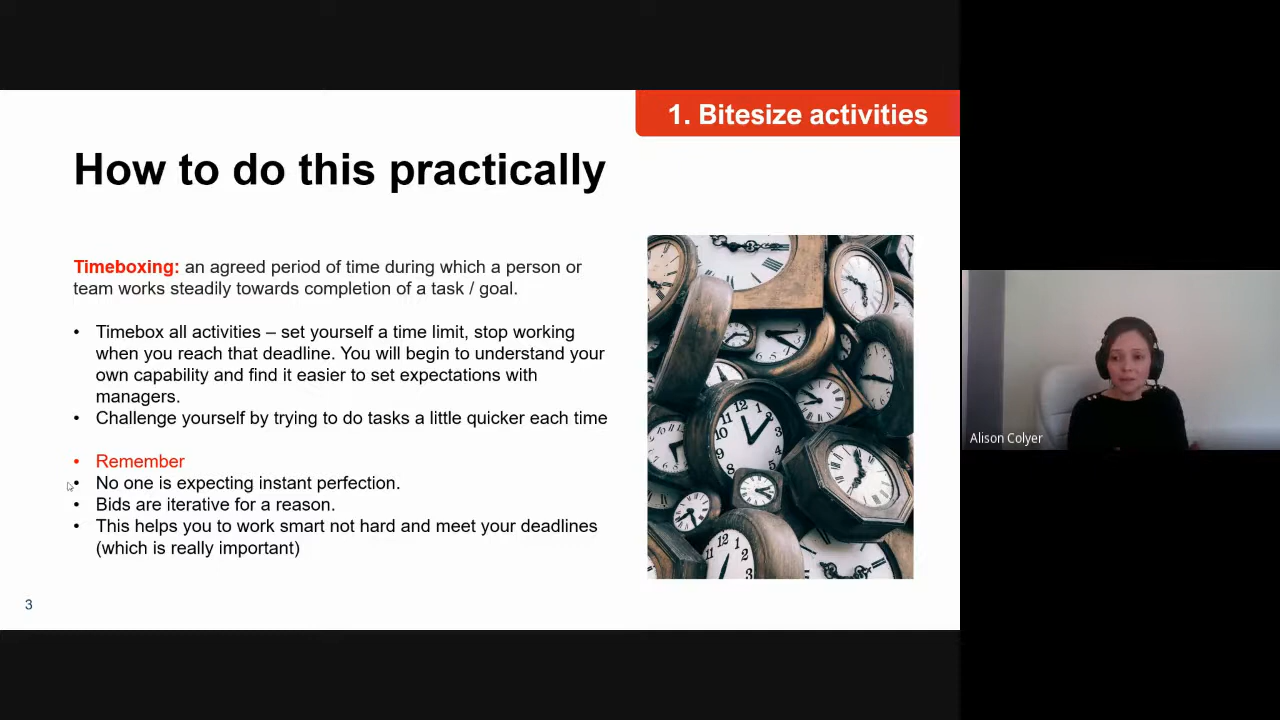 1. Bitesize activities
How to do this practically
Timeboxing: an agreed period of time during which a person or
team works steadily towards completion of a task / goal.
• Timebox all activities – set yourself a time limit, stop working
when you reach that deadline. You will begin to understand your
own capability and find it easier to set expectations with
managers.
• Challenge yourself by trying to do tasks a little quicker each time
• Remember
• No one is expecting instant perfection.
• Bids are iterative for a reason.
• This helps you to work smart not hard and meet your deadlines
(which is really important)
3
Alison Colyer